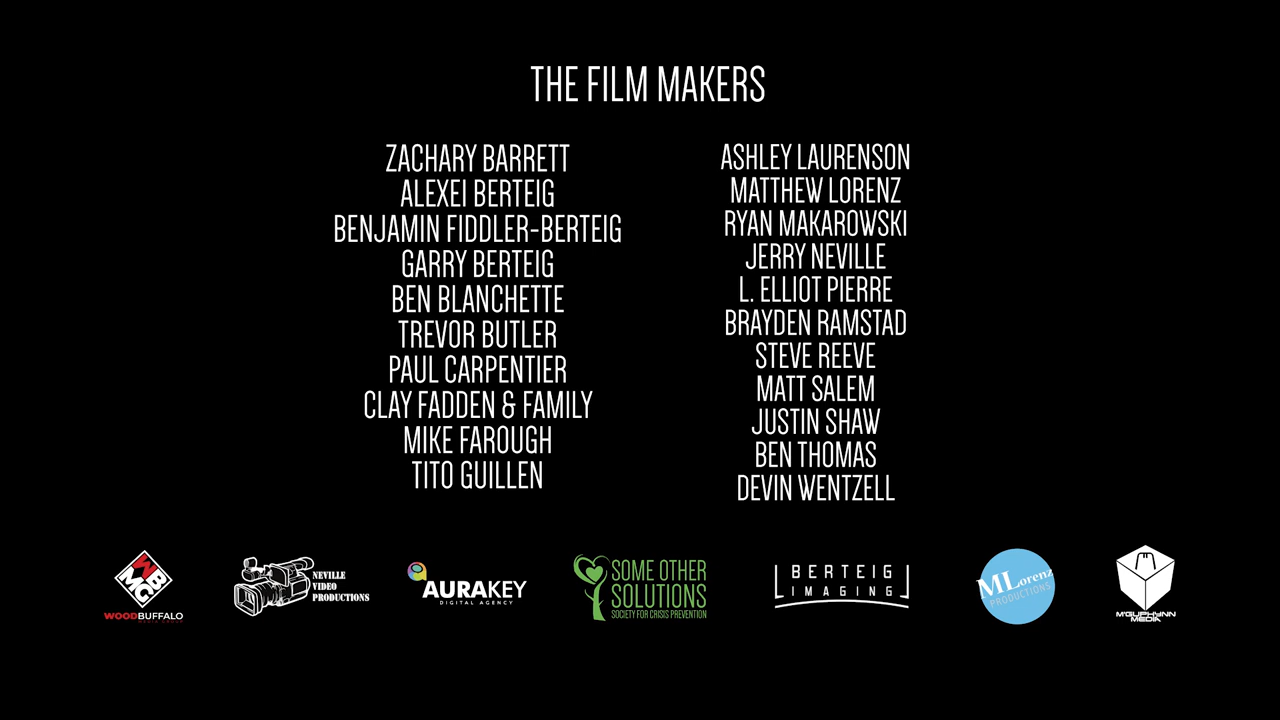 THE FILM MAKERS
ZACHARY BARRETT
ALEXEI BERTEIG
BENJAMIN FIDDLER-BERTEIG
GARRY BERTEIG
BEN BLANCHETTE
TREVOR BUTLER
PAUL CARPENTIER
CLAY FADDEN & FAMILY
MIKE FAROUGH
TITO GUILLEN
ASHLEY LAURENSON
MATTHEW LORENZ
RYAN MAKAROWSKI
JERRY NEVILLE
L. ELLIOT PIERRE
BRAYDEN RAMSTAD
STEVE REEVE
MATT SALEM
JUSTIN SHAW
BEN THOMAS
DEVIN WENTZELL
WBMC
WOODBUFFALO
NEVILLE
VIDEO
PRODUCTIONS
AURAKEY
DIGITAL AGENCY
SOME OTHER
SOLUTIONS
SOCIETY FOR CRISIS PREVENTION
BERTEIG
IMAGING
MLorenz
PRODUCTIONS
M'GUPHYNN
MEDIA